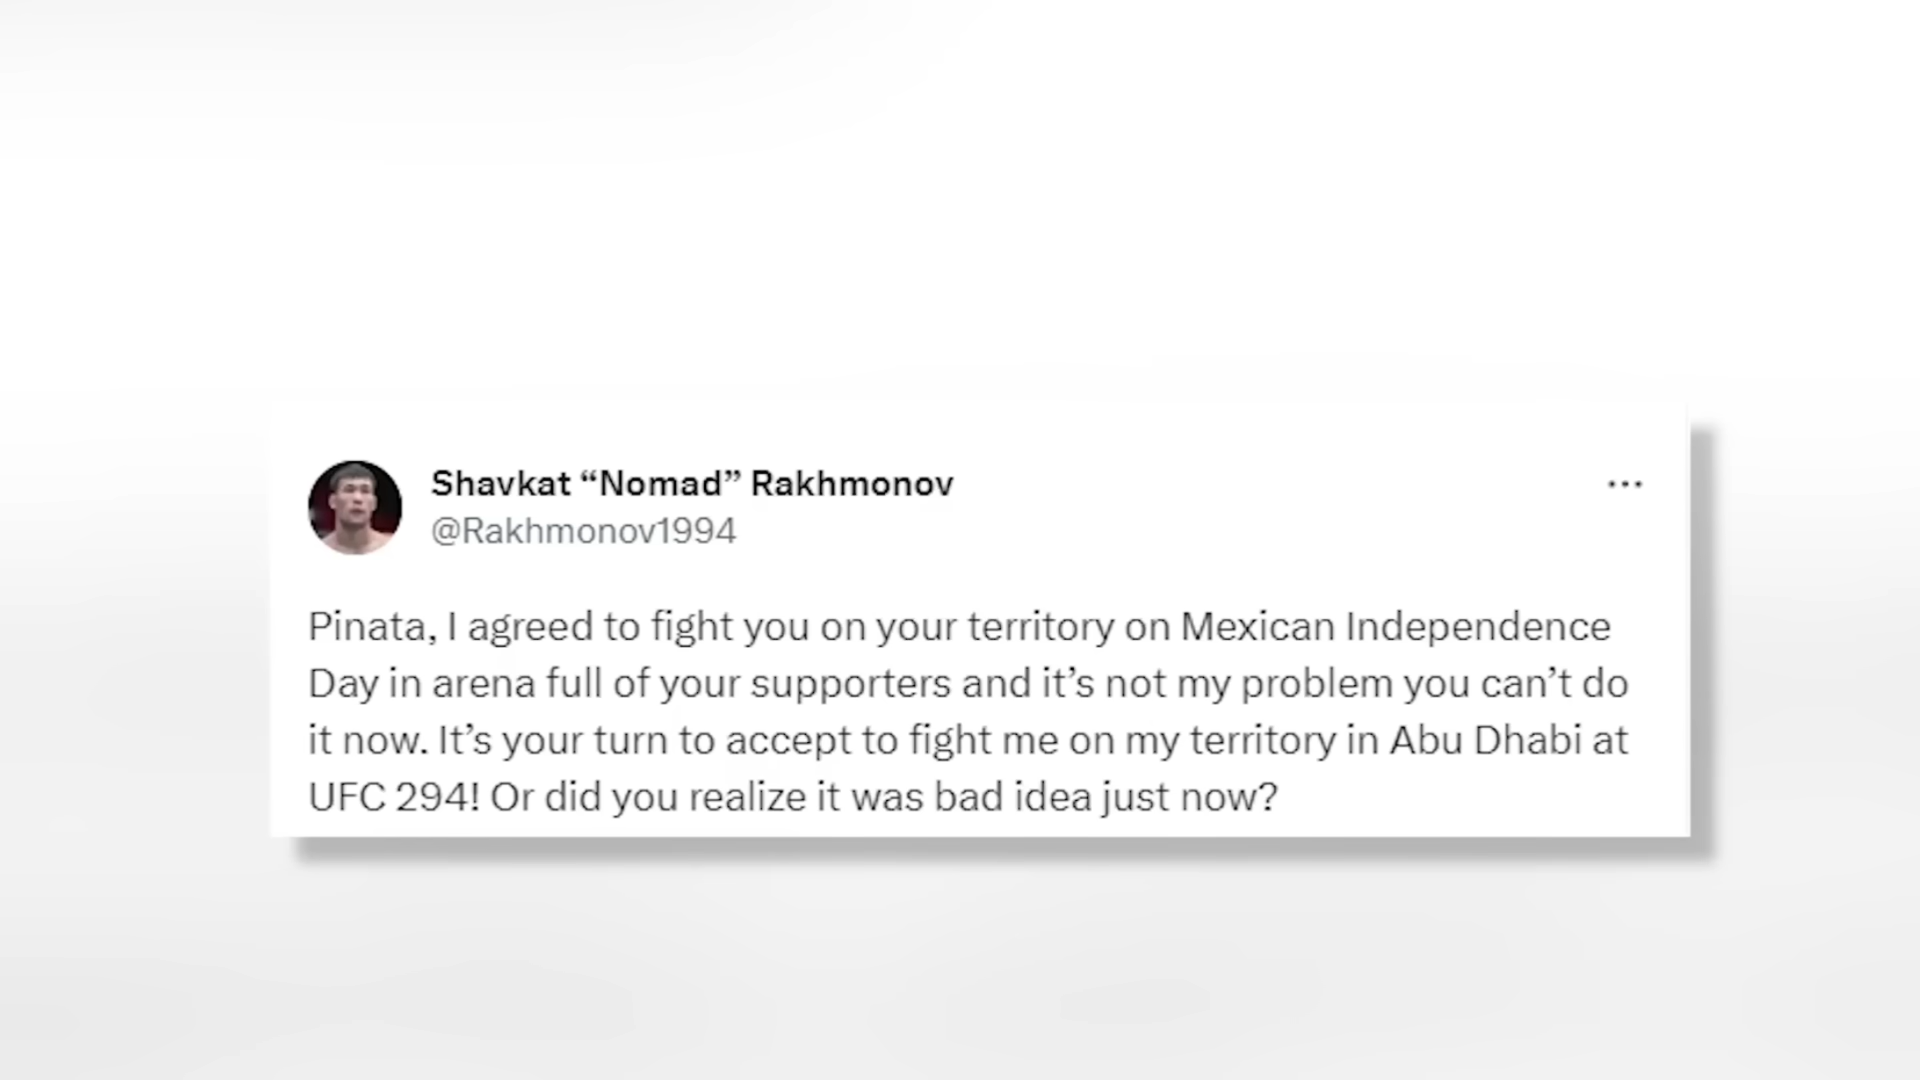 Shavkat “Nomad” Rakhmonov
@Rakhmonov1994
Pinata, I agreed to fight you on your territory on Mexican Independence
Day in arena full of your supporters and it’s not my problem you can’t do
it now. It’s your turn to accept to fight me on my territory in Abu Dhabi at
UFC 294! Or did you realize it was bad idea just now?